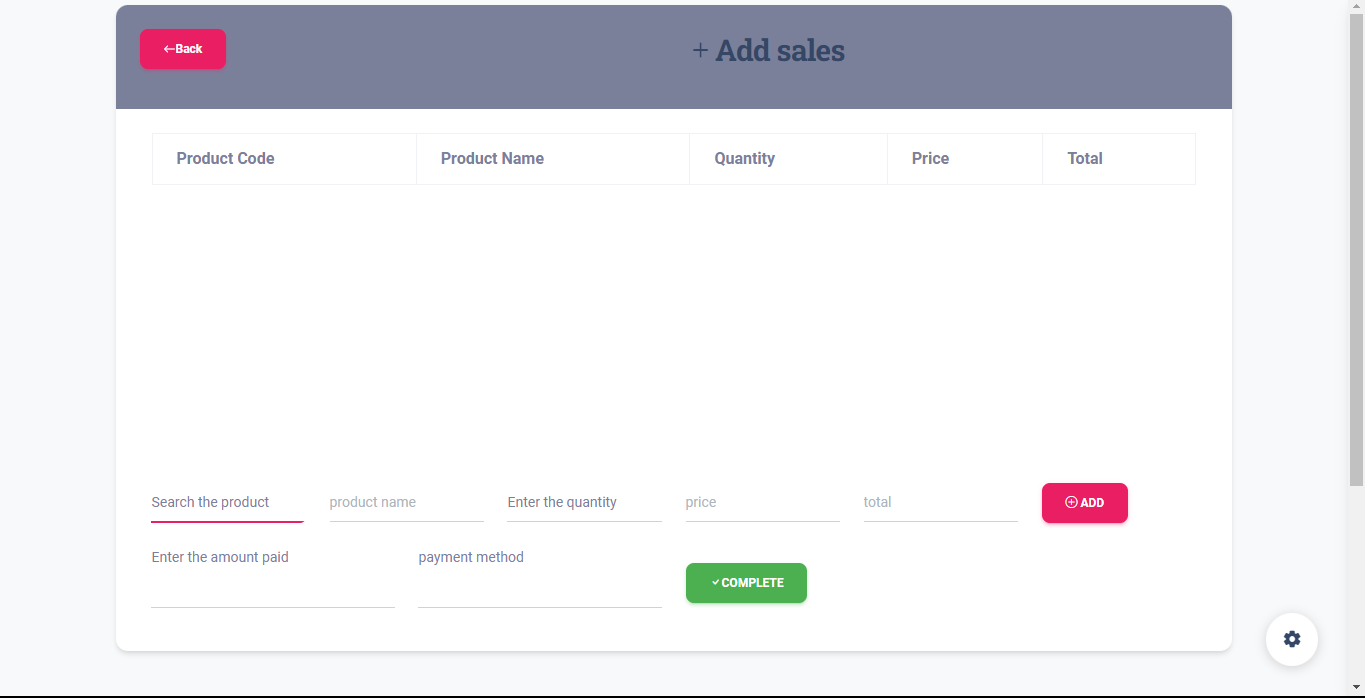 ←Back
+ Add sales
Product Code Product Name Quantity Price Total
Search the product product name Enter the quantity price total ADD
Enter the amount paid payment method
COMPLETE